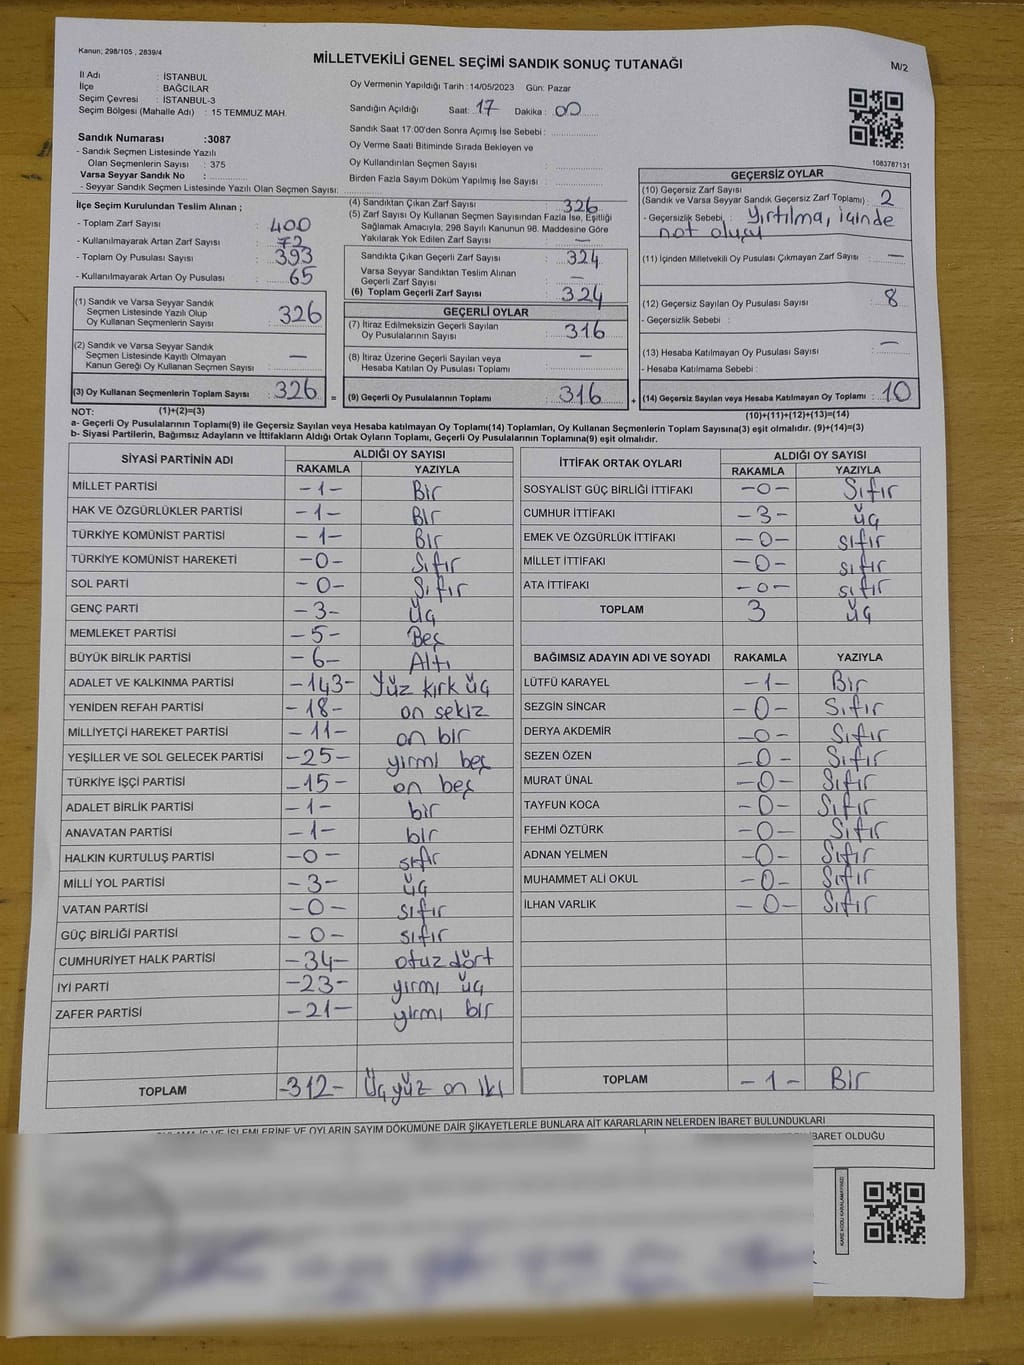 Kanun; 298/105 , 2839/4
MİLLETVEKİLİ GENEL SEÇİMİ SANDIK SONUÇ TUTANAĞI
M/2
İl Adı : İSTANBUL
İlçe : BAĞCILAR
Seçim Çevresi : İSTANBUL-3
Seçim Bölgesi (Mahalle Adı) : 15 TEMMUZ MAH.
Sandık Numarası :3087
- Sandık Seçmen Listesinde Yazılı
Olan Seçmenlerin Sayısı : 375
Varsa Seyyar Sandık No :
- Seyyar Sandık Seçmen Listesinde Yazılı Olan Seçmen Sayısı:
Oy Vermenin Yapıldığı Tarih : 14/05/2023 Gün: Pazar
Sandığın Açıldığı Saat: 17 Dakika : 00
Sandık Saat 17:00'den Sonra Açımış İse Sebebi :
Oy Verme Saati Bitiminde Sırada Bekleyen ve
Oy Kullandırılan Seçmen Sayısı :
Birden Fazla Sayım Döküm Yapılmış İse Sayısı :
1083787131
İlçe Seçim Kurulundan Teslim Alınan ;
- Toplam Zarf Sayısı : 400
- Kullanılmayarak Artan Zarf Sayısı : 72
- Toplam Oy Pusulası Sayısı : 393
- Kullanılmayarak Artan Oy Pusulası : 65
(1) Sandık ve Varsa Seyyar Sandık
Seçmen Listesinde Yazılı Olup
Oy Kullanan Seçmenlerin Sayısı : 326
(2) Sandık ve Varsa Seyyar Sandık
Seçmen Listesinde Kayıtlı Olmayan
Kanun Gereği Oy Kullanan Seçmen Sayısı : —
(3) Oy Kullanan Seçmenlerin Toplam Sayısı : 326 =
(4) Sandıktan Çıkan Zarf Sayısı : 326
(5) Zarf Sayısı Oy Kullanan Seçmen Sayısından Fazla İse, Eşitliği
Sağlamak Amacıyla; 298 Sayılı Kanunun 98. Maddesine Göre
Yakılarak Yok Edilen Zarf Sayısı : —
Sandıkta Çıkan Geçerli Zarf Sayısı : 324
Varsa Seyyar Sandıktan Teslim Alınan
Geçerli Zarf Sayısı : —
(6) Toplam Geçerli Zarf Sayısı : 324
GEÇERLİ OYLAR
(7) İtiraz Edilmeksizin Geçerli Sayılan
Oy Pusulalarının Sayısı : 316
(8) İtiraz Üzerine Geçerli Sayılan veya
Hesaba Katılan Oy Pusulası Toplamı : —
(9) Geçerli Oy Pusulalarının Toplamı : 316 +
GEÇERSİZ OYLAR
(10) Geçersiz Zarf Sayısı
(Sandık ve Varsa Seyyar Sandık Geçersiz Zarf Toplamı) : 2
- Geçersizlik Sebebi : Yırtılma, içinde
not oluşu
(11) İçinden Milletvekili Oy Pusulası Çıkmayan Zarf Sayısı : —
(12) Geçersiz Sayılan Oy Pusulası Sayısı : 8
- Geçersizlik Sebebi :
(13) Hesaba Katılmayan Oy Pusulası Sayısı : —
- Hesaba Katılmama Sebebi :
(14) Geçersiz Sayılan veya Hesaba Katılmayan Oy Toplamı : 10
NOT: (1)+(2)=(3)
(10)+(11)+(12)+(13)=(14)
a- Geçerli Oy Pusulalarının Toplamı(9) ile Geçersiz Sayılan veya Hesaba katılmayan Oy Toplamı(14) Toplamları, Oy Kullanan Seçmenlerin Toplam Sayısına(3) eşit olmalıdır. (9)+(14)=(3)
b- Siyasi Partilerin, Bağımsız Adayların ve İttifakların Aldığı Ortak Oyların Toplamı, Geçerli Oy Pusulalarının Toplamına(9) eşit olmalıdır.
SİYASİ PARTİNİN ADI ALDIĞI OY SAYISI
RAKAMLA YAZIYLA
MİLLET PARTİSİ -1- Bir
HAK VE ÖZGÜRLÜKLER PARTİSİ -1- Bir
TÜRKİYE KOMÜNİST PARTİSİ -1- Bir
TÜRKİYE KOMÜNİST HAREKETİ -0- Sıfır
SOL PARTİ -0- Sıfır
GENÇ PARTİ -3- Üç
MEMLEKET PARTİSİ -5- Beş
BÜYÜK BİRLİK PARTİSİ -6- Altı
ADALET VE KALKINMA PARTİSİ -143- Yüz kırk üç
YENİDEN REFAH PARTİSİ -18- on sekiz
MİLLİYETÇİ HAREKET PARTİSİ -11- on bir
YEŞİLLER VE SOL GELECEK PARTİSİ -25- yirmi beş
TÜRKİYE İŞÇİ PARTİSİ -15- on beş
ADALET BİRLİK PARTİSİ -1- bir
ANAVATAN PARTİSİ -1- bir
HALKIN KURTULUŞ PARTİSİ -0- sıfır
MİLLİ YOL PARTİSİ -3- üç
VATAN PARTİSİ -0- sıfır
GÜÇ BİRLİĞİ PARTİSİ -0- sıfır
CUMHURİYET HALK PARTİSİ -34- otuz dört
İYİ PARTİ -23- yirmi üç
ZAFER PARTİSİ -21- yirmi bir
TOPLAM -312- Üç yüz on iki
İTTİFAK ORTAK OYLARI ALDIĞI OY SAYISI
RAKAMLA YAZIYLA
SOSYALİST GÜÇ BİRLİĞİ İTTİFAKI -0- Sıfır
CUMHUR İTTİFAKI -3- üç
EMEK VE ÖZGÜRLÜK İTTİFAKI -0- sıfır
MİLLET İTTİFAKI -0- sıfır
ATA İTTİFAKI -0- sıfır
TOPLAM 3 üç
BAĞIMSIZ ADAYIN ADI VE SOYADI RAKAMLA YAZIYLA
LÜTFÜ KARAYEL -1- Bir
SEZGİN SİNCAR -0- Sıfır
DERYA AKDEMİR -0- Sıfır
SEZEN ÖZEN -0- Sıfır
MURAT ÜNAL -0- Sıfır
TAYFUN KOCA -0- Sıfır
FEHMİ ÖZTÜRK -0- Sıfır
ADNAN YELMEN -0- Sıfır
MUHAMMET ALİ OKUL -0- Sıfır
İLHAN VARLIK -0- Sıfır
TOPLAM -1- Bir
İŞLEMLERİNE VE OYLARIN SAYIM DÖKÜMÜNE DAİR ŞİKAYETLERLE BUNLARA AİT KARARLARIN NELERDEN İBARET BULUNDUKLARI
İBARET OLDUĞU
KARE KODU KARALAMAYINIZ!